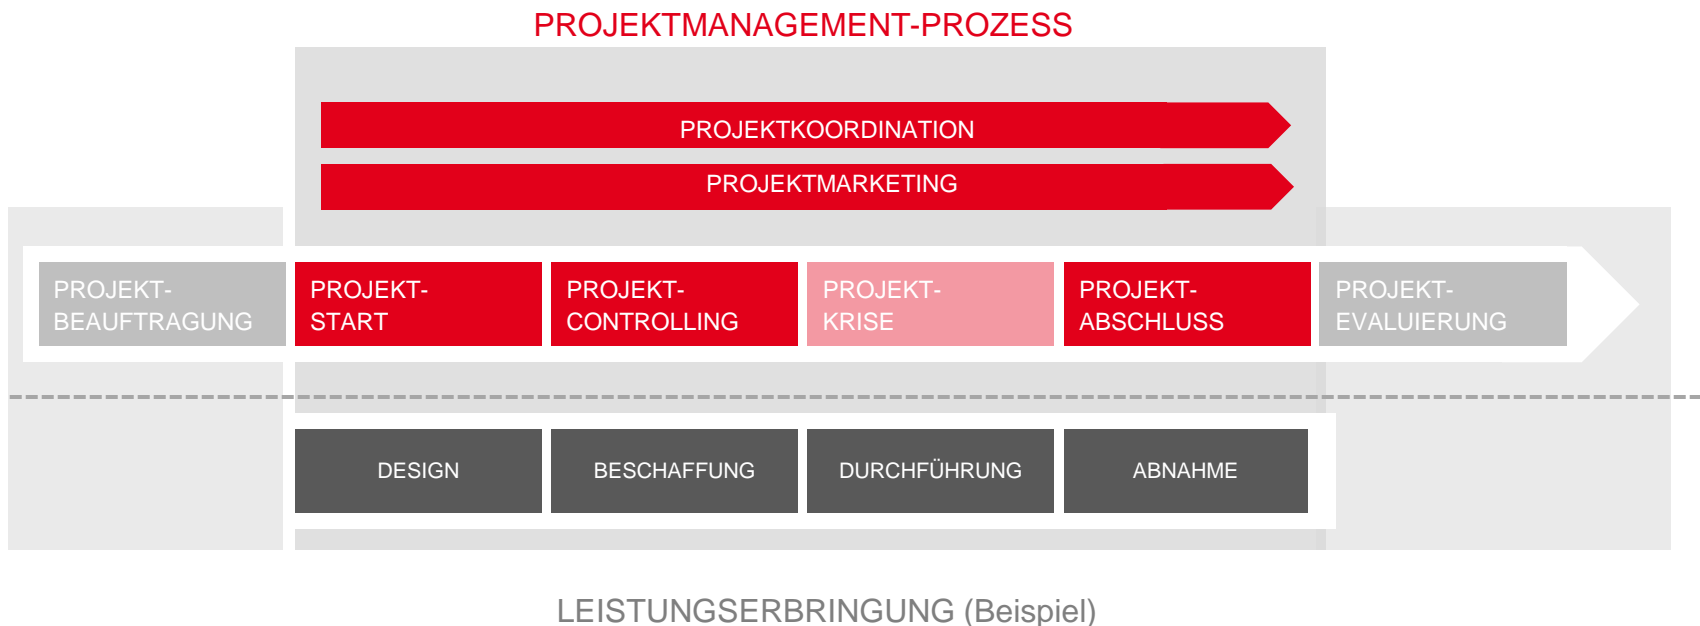 PROJEKTMANAGEMENT-PROZESS
PROJEKTKOORDINATION
PROJEKTMARKETING
PROJEKT-
BEAUFTRAGUNG
PROJEKT-
START
PROJEKT-
CONTROLLING
PROJEKT-
KRISE
PROJEKT-
ABSCHLUSS
PROJEKT-
EVALUIERUNG
DESIGN
BESCHAFFUNG
DURCHFÜHRUNG
ABNAHME
LEISTUNGSERBRINGUNG (Beispiel)